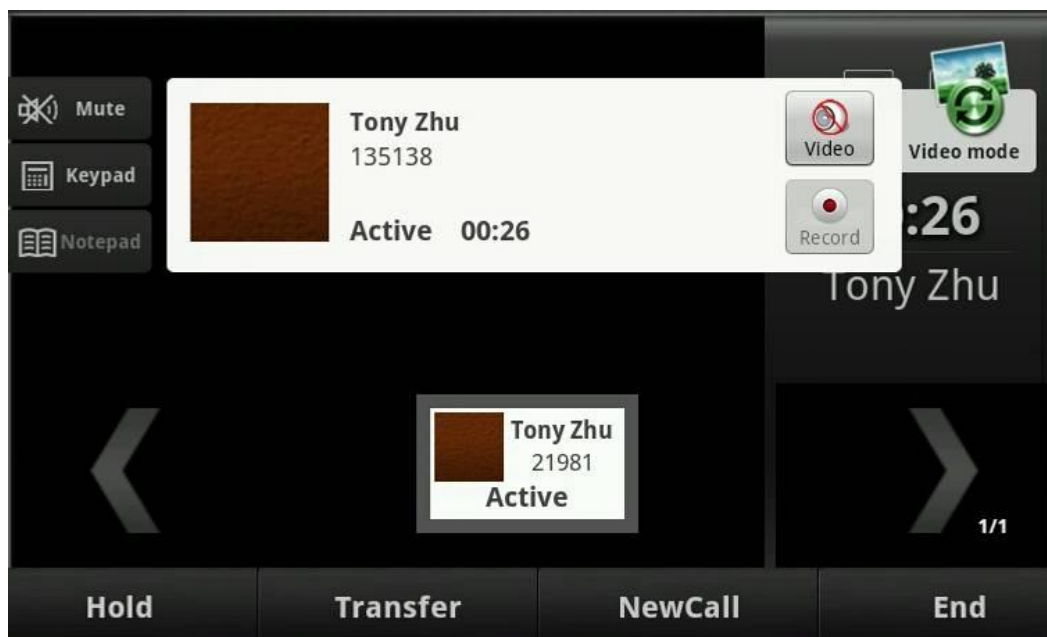 Mute
Keypad
Notepad
Tony Zhu
135138
Active 00:26
Video
Record
Video mode
:26
Tony Zhu
Tony Zhu
21981
Active
1/1
Hold
Transfer
NewCall
End